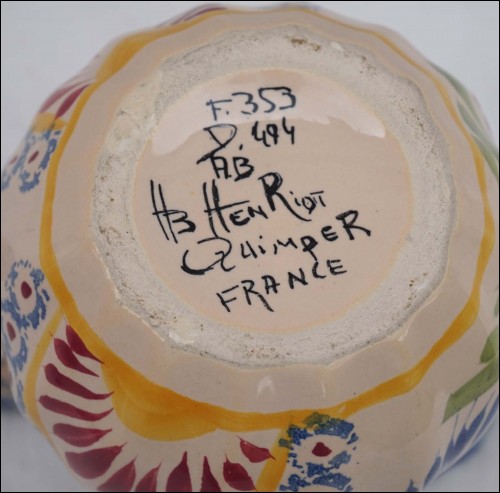 F.353
D.494
AB
HB HENRiOT
QUiMPER
FRANCE